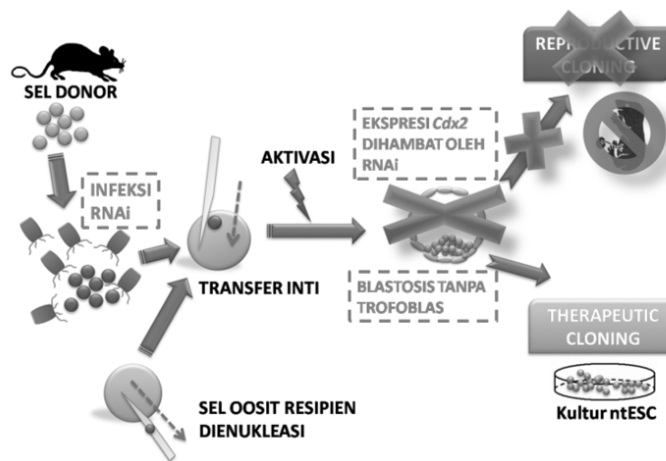 SEL DONOR
INFEKSI
RNAi
TRANSFER INTI
SEL OOSIT RESIPIEN
DIENUKLEASI
AKTIVASI
EKSPRESI Cdx2
DIHAMBAT OLEH
RNAi
BLASTOSIS TANPA
TROFOBLAS
REPRODUCTIVE
CLONING
THERAPEUTIC
CLONING
Kultur ntESC